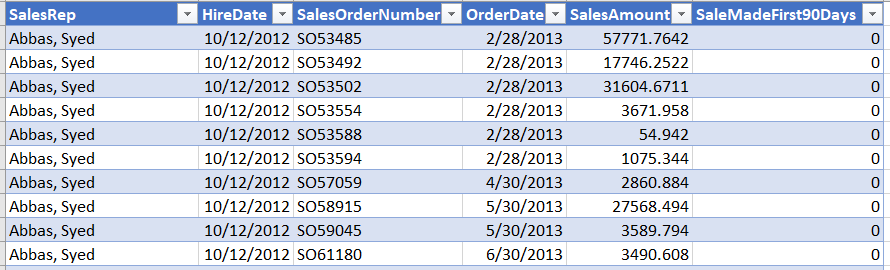 SalesRep HireDate SalesOrderNumber OrderDate SalesAmount SaleMadeFirst90Days
Abbas, Syed 10/12/2012 SO53485 2/28/2013 57771.7642 0
Abbas, Syed 10/12/2012 SO53492 2/28/2013 17746.2522 0
Abbas, Syed 10/12/2012 SO53502 2/28/2013 31604.6711 0
Abbas, Syed 10/12/2012 SO53554 2/28/2013 3671.958 0
Abbas, Syed 10/12/2012 SO53588 2/28/2013 54.942 0
Abbas, Syed 10/12/2012 SO53594 2/28/2013 1075.344 0
Abbas, Syed 10/12/2012 SO57059 4/30/2013 2860.884 0
Abbas, Syed 10/12/2012 SO58915 5/30/2013 27568.494 0
Abbas, Syed 10/12/2012 SO59045 5/30/2013 3589.794 0
Abbas, Syed 10/12/2012 SO61180 6/30/2013 3490.608 0